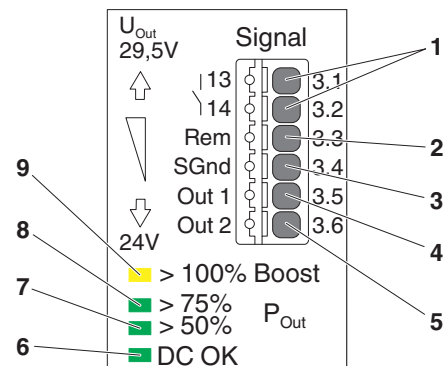 U_Out
29,5V
Signal
13
14
Rem
SGnd
Out 1
Out 2
3.1
3.2
3.3
3.4
3.5
3.6
24V
> 100% Boost
> 75%
> 50%
P_Out
DC OK
1
2
3
4
5
6
7
8
9